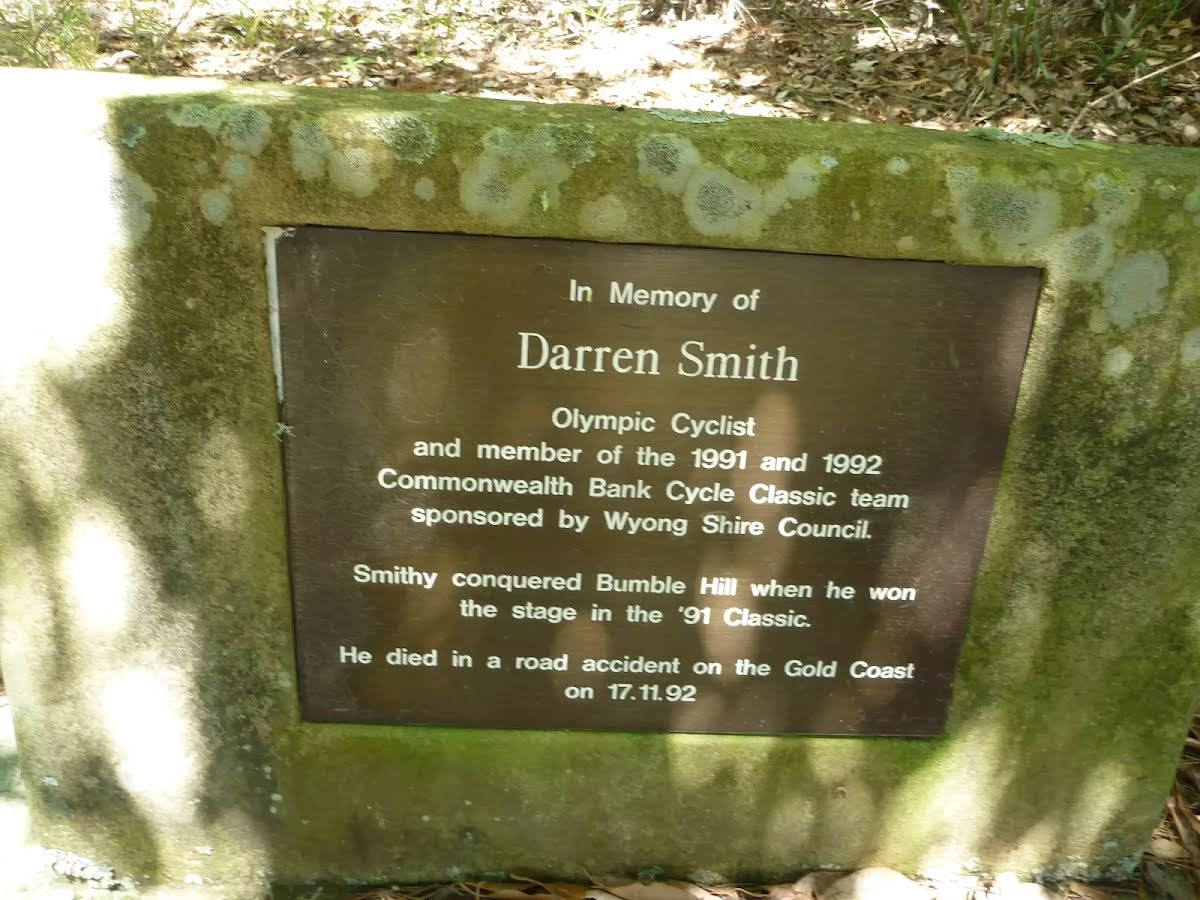 In Memory of
Darren Smith
Olympic Cyclist
and member of the 1991 and 1992
Commonwealth Bank Cycle Classic team
sponsored by Wyong Shire Council.
Smithy conquered Bumble Hill when he won
the stage in the '91 Classic.
He died in a road accident on the Gold Coast
on 17.11.92